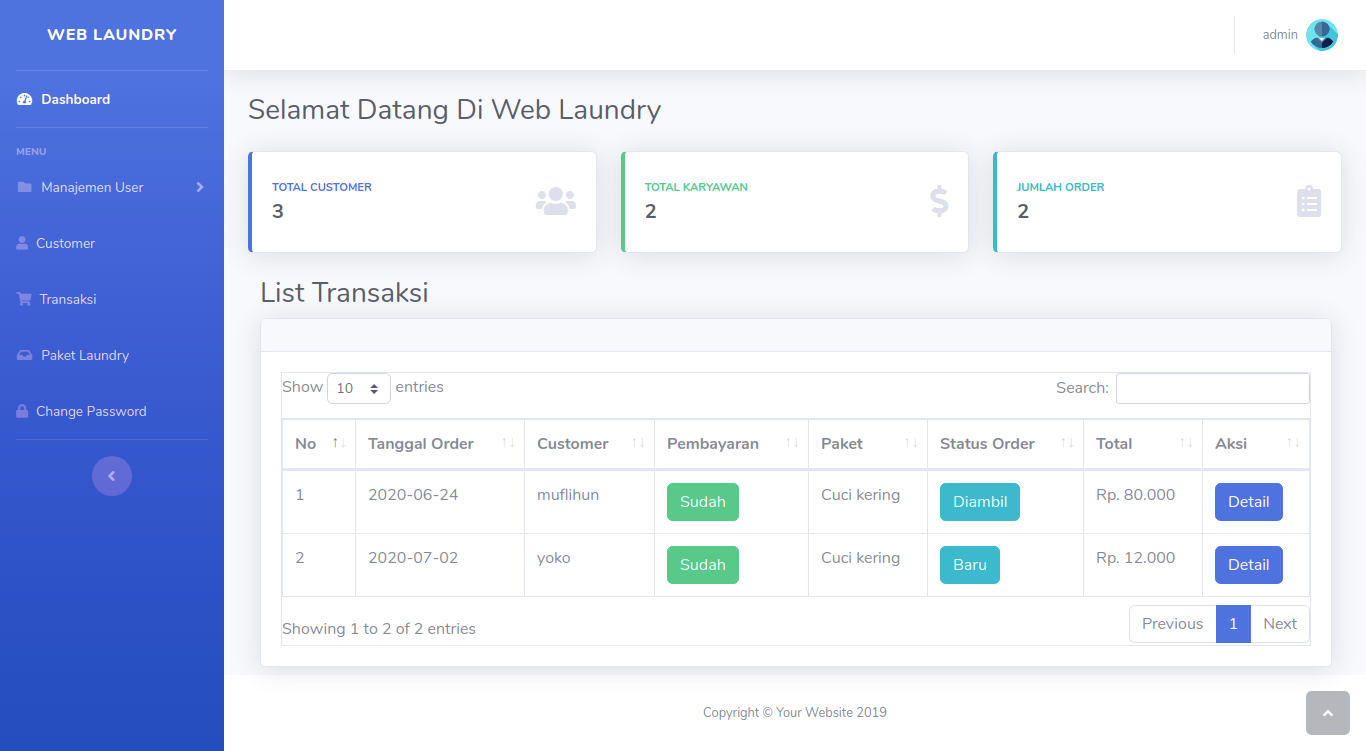 WEB LAUNDRY
admin
Dashboard
MENU
Manajemen User
Customer
Transaksi
Paket Laundry
Change Password
Selamat Datang Di Web Laundry
TOTAL CUSTOMER
3
TOTAL KARYAWAN
2
JUMLAH ORDER
2
List Transaksi
Show 10 entries Search:
No Tanggal Order Customer Pembayaran Paket Status Order Total Aksi
1 2020-06-24 muflihun Sudah Cuci kering Diambil Rp. 80.000 Detail
2 2020-07-02 yoko Sudah Cuci kering Baru Rp. 12.000 Detail
Showing 1 to 2 of 2 entries Previous 1 Next
Copyright © Your Website 2019